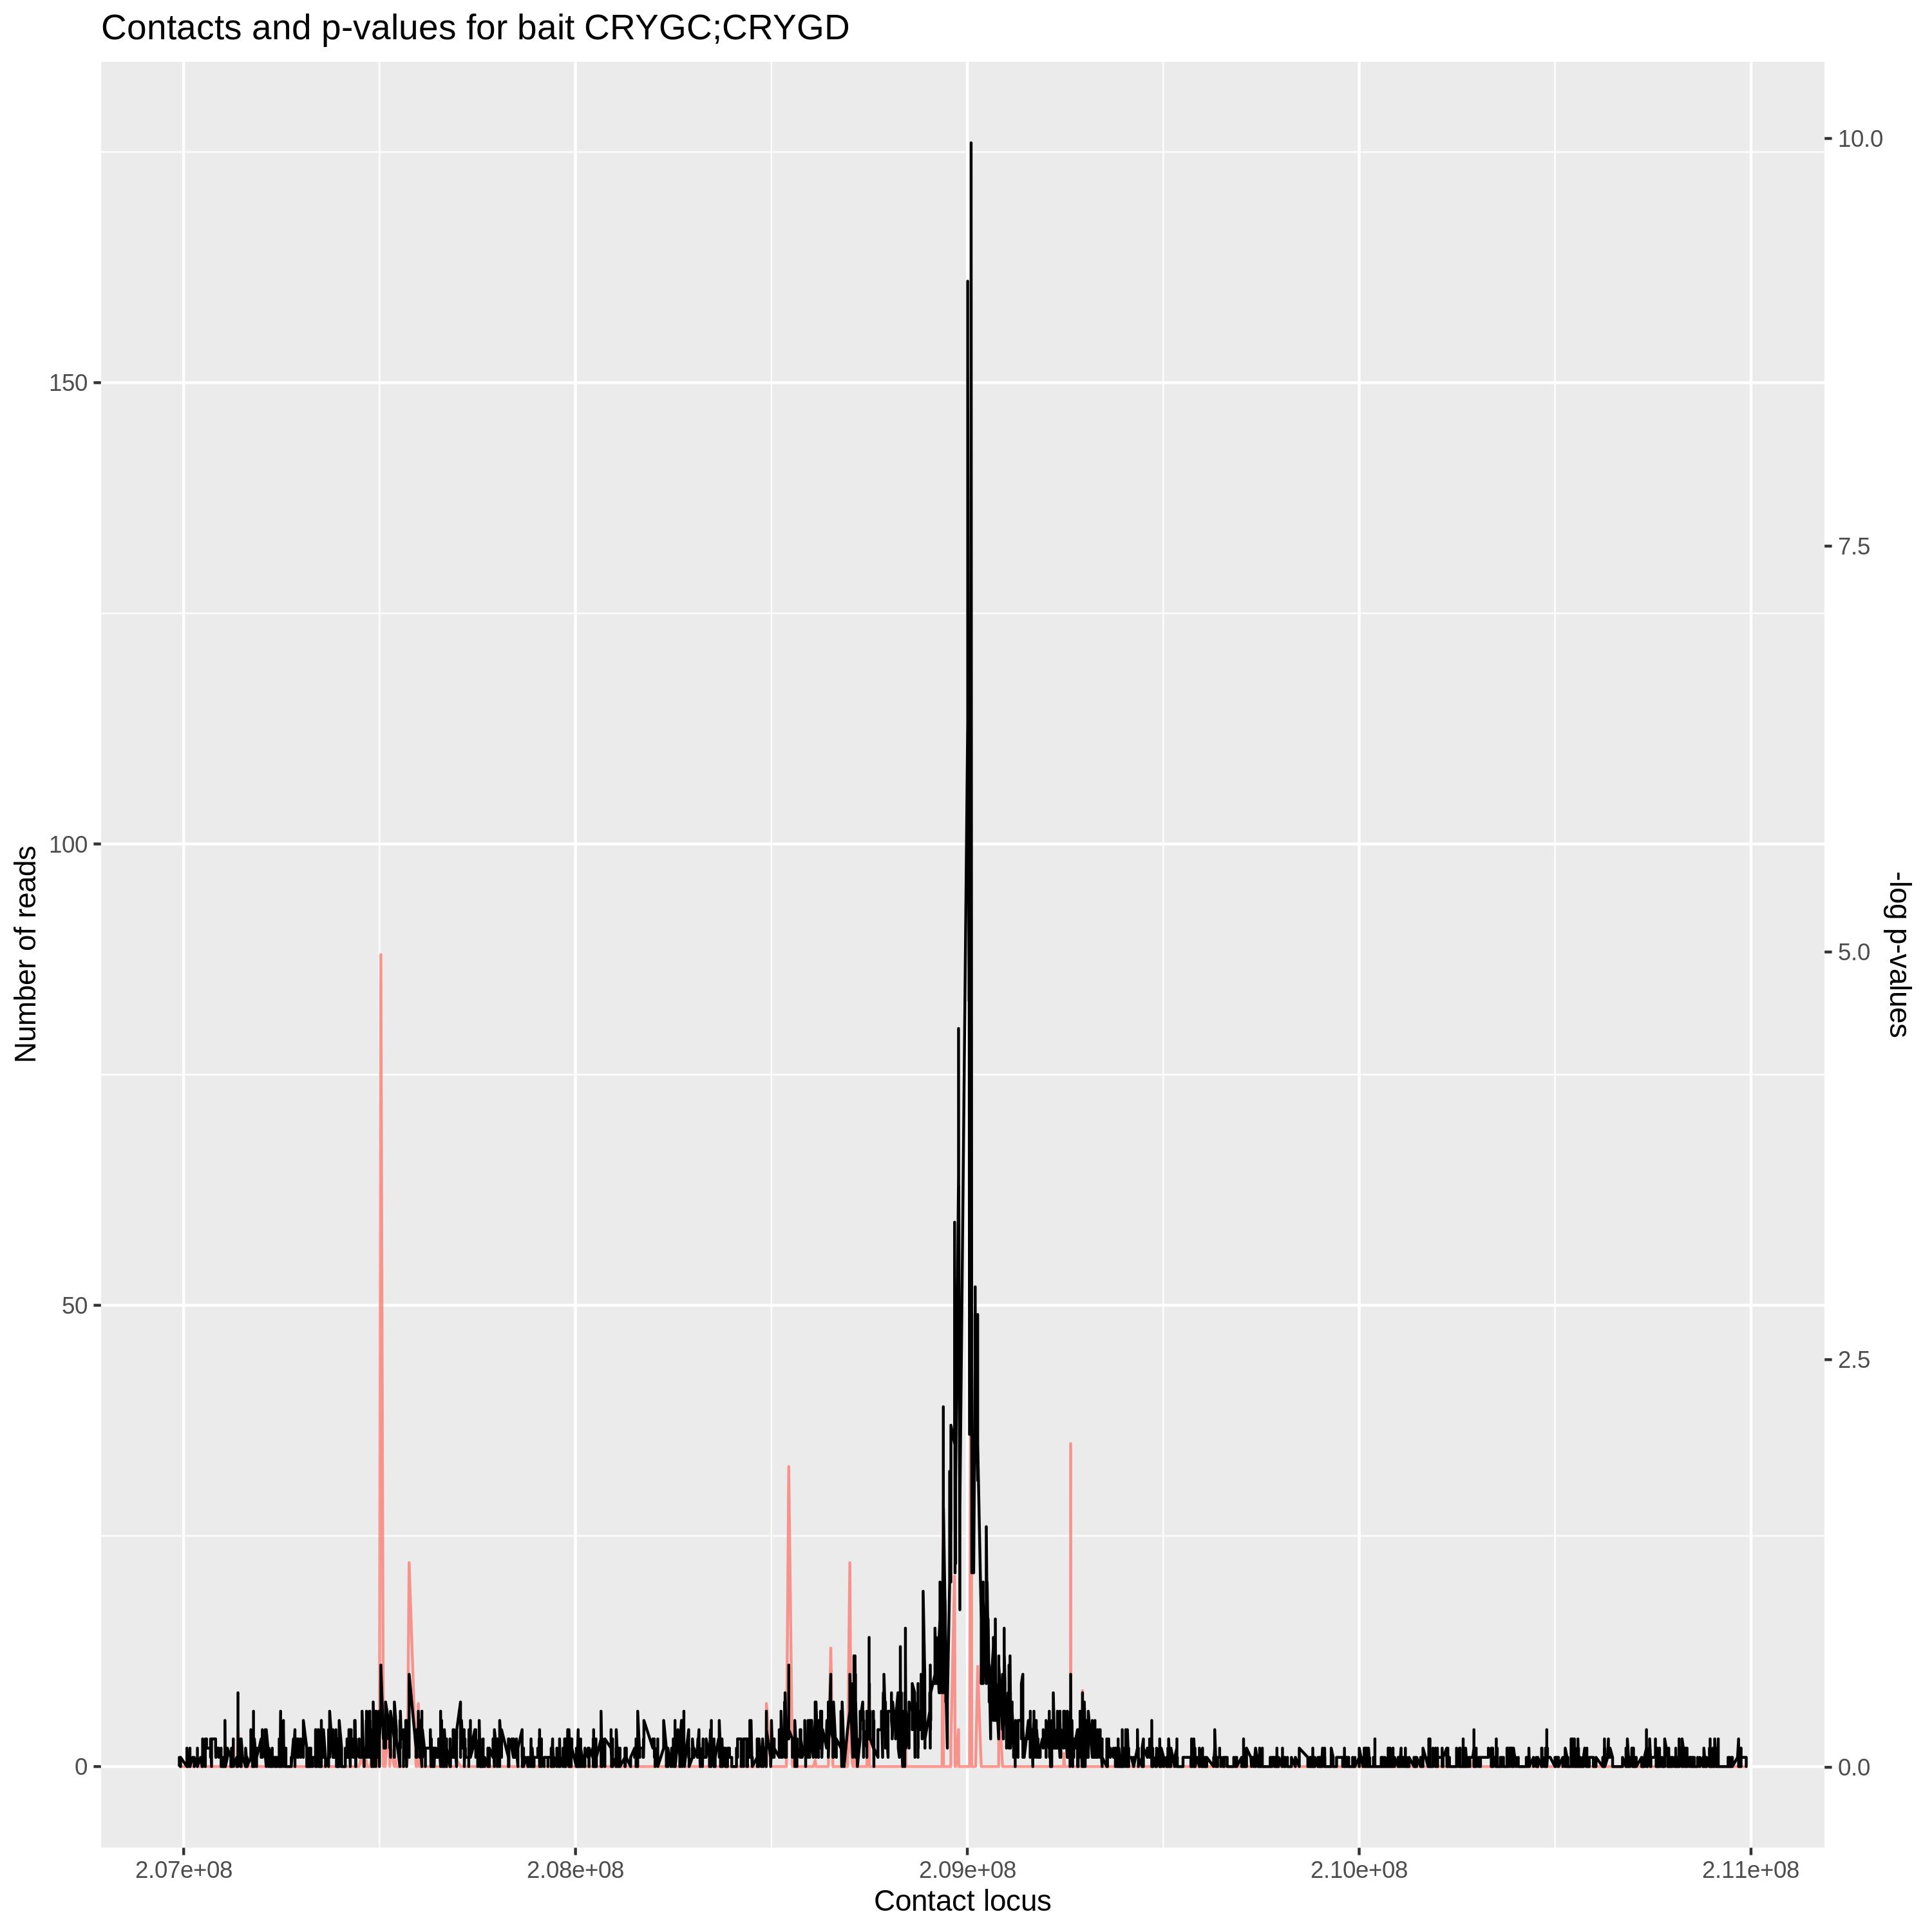 Contacts and p-values for bait CRYGC;CRYGD
Number of reads
150
100
50
0
10.0
7.5
5.0
2.5
0.0
-log p-values
2.07e+08
2.08e+08
2.09e+08
2.10e+08
2.11e+08
Contact locus